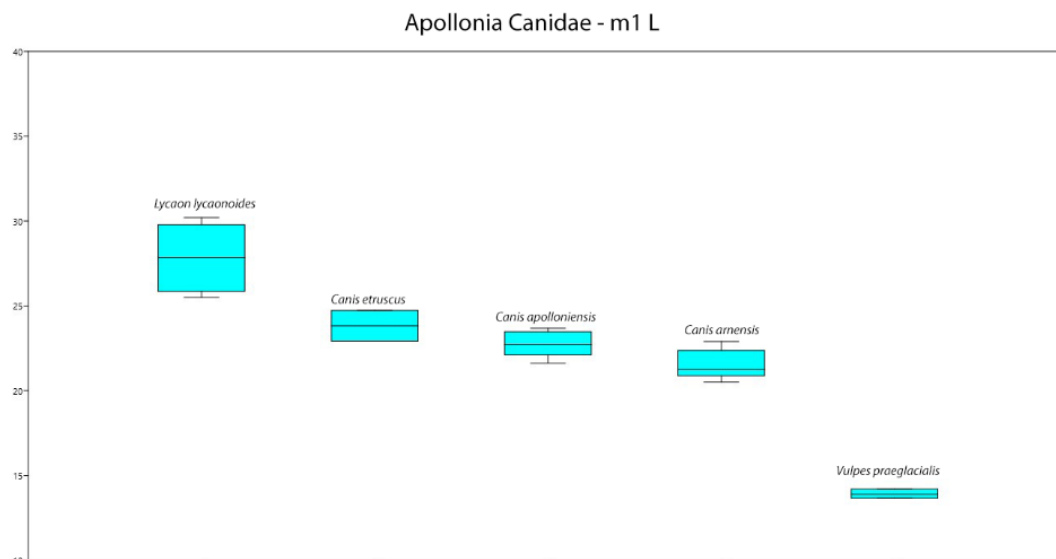 Apollonia Canidae - m1 L
40
35
Lycaon lycaonoides
30
Canis etruscus
25
Canis apolloniensis
Canis arnensis
20
Vulpes praeglacialis
15